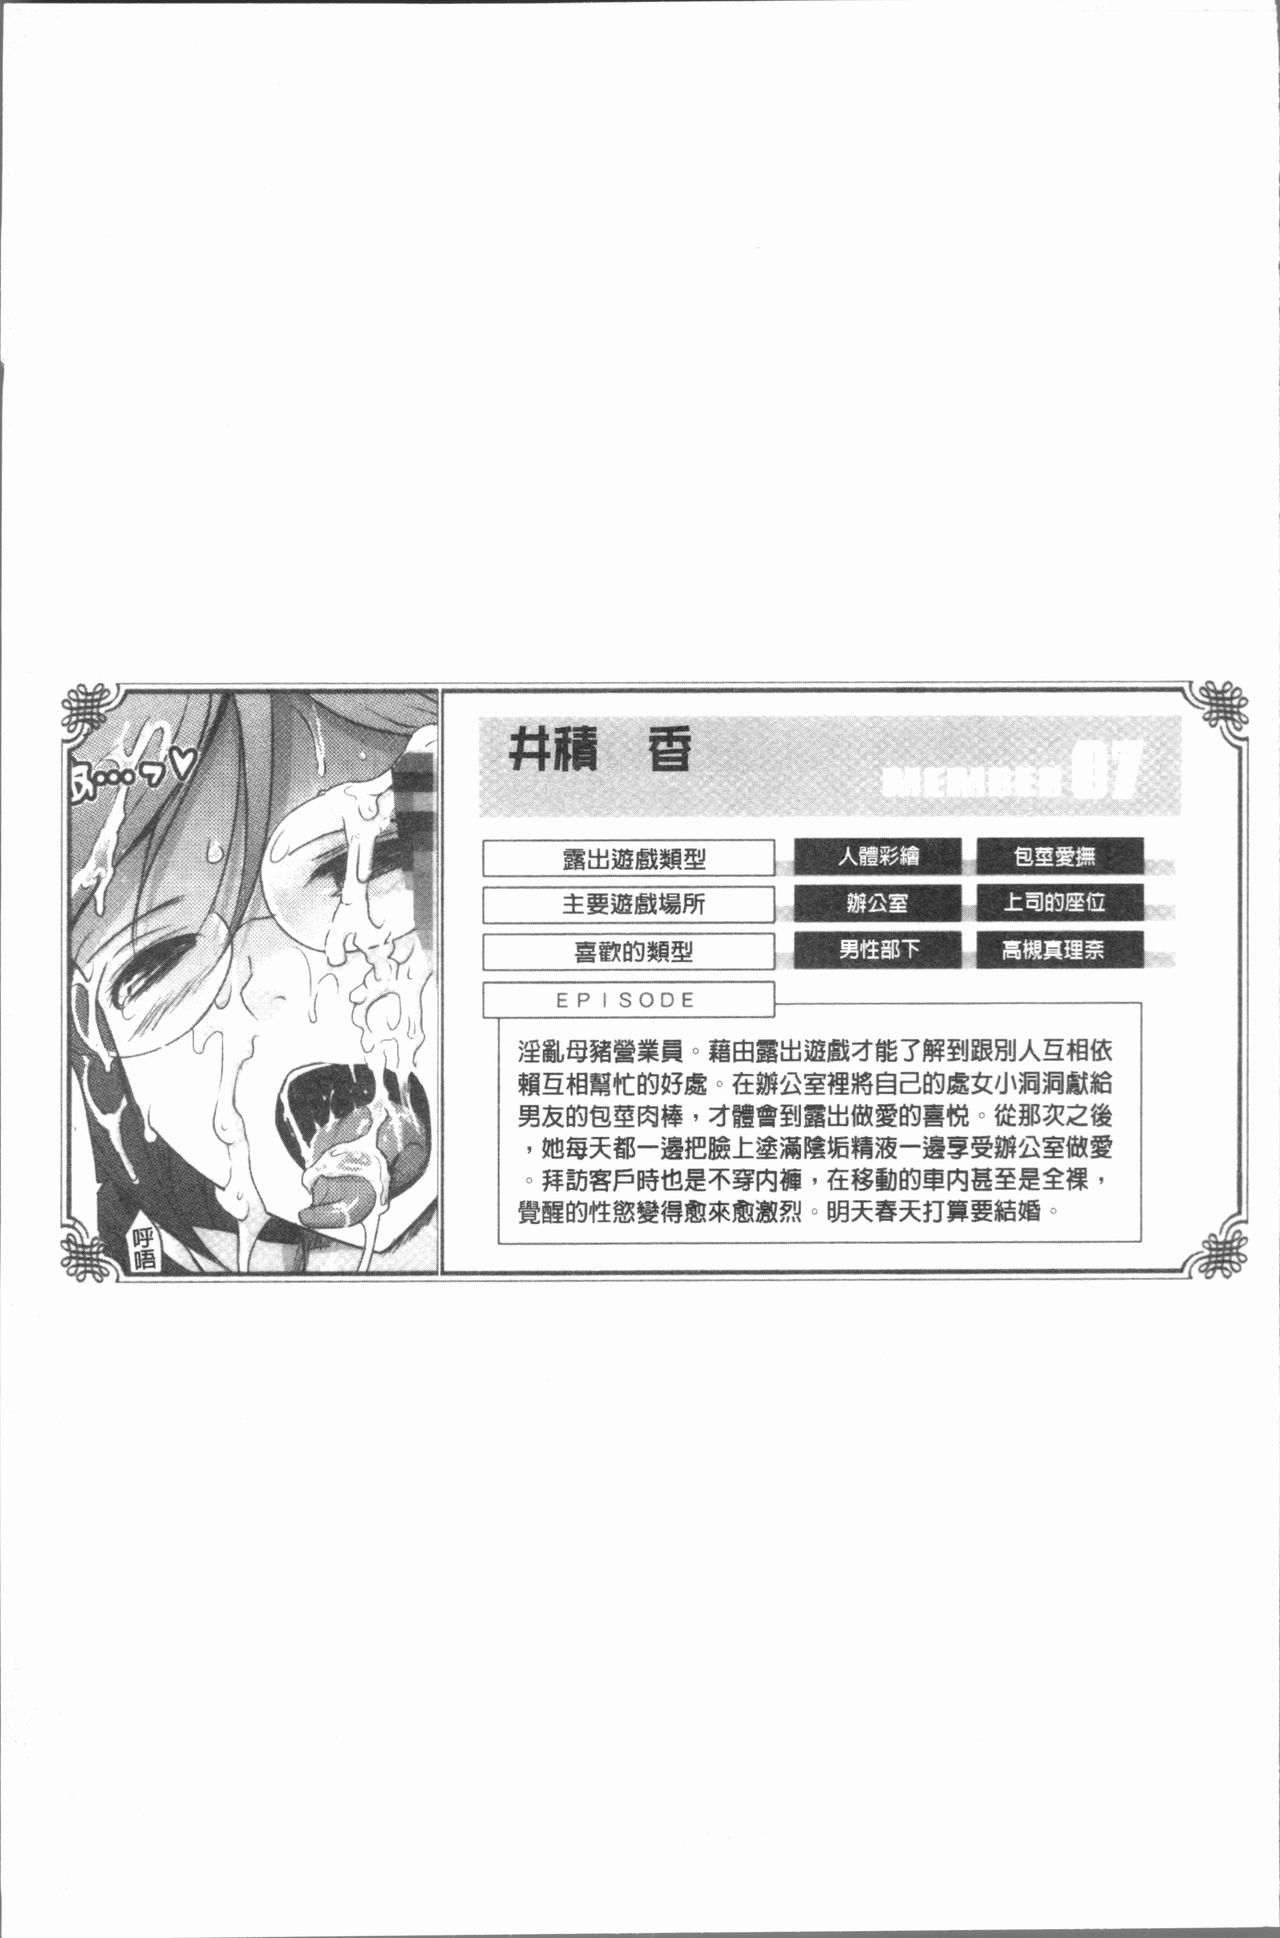 あ…っ♥
呼唔
井積 香
MEMBER 07
露出遊戲類型 人體彩繪 包莖愛撫
主要遊戲場所 辦公室 上司的座位
喜歡的類型 男性部下 高槻真理奈
EPISODE
淫亂母豬營業員。藉由露出遊戲才能了解到跟別人互相依
賴互相幫忙的好處。在辦公室裡將自己的處女小洞洞獻給
男友的包莖肉棒，才體會到露出做愛的喜悅。從那次之後
，她每天都一邊把臉上塗滿陰垢精液一邊享受辦公室做愛
。拜訪客戶時也是不穿內褲，在移動的車內甚至是全裸，
覺醒的性慾變得愈來愈激烈。明天春天打算要結婚。